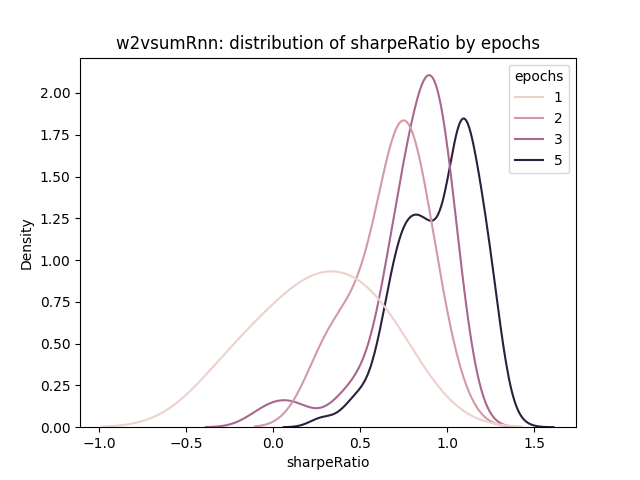 w2vsumRnn: distribution of sharpeRatio by epochs
epochs
1
2
3
5
Density
2.00
1.75
1.50
1.25
1.00
0.75
0.50
0.25
0.00
−1.0 −0.5 0.0 0.5 1.0 1.5
sharpeRatio